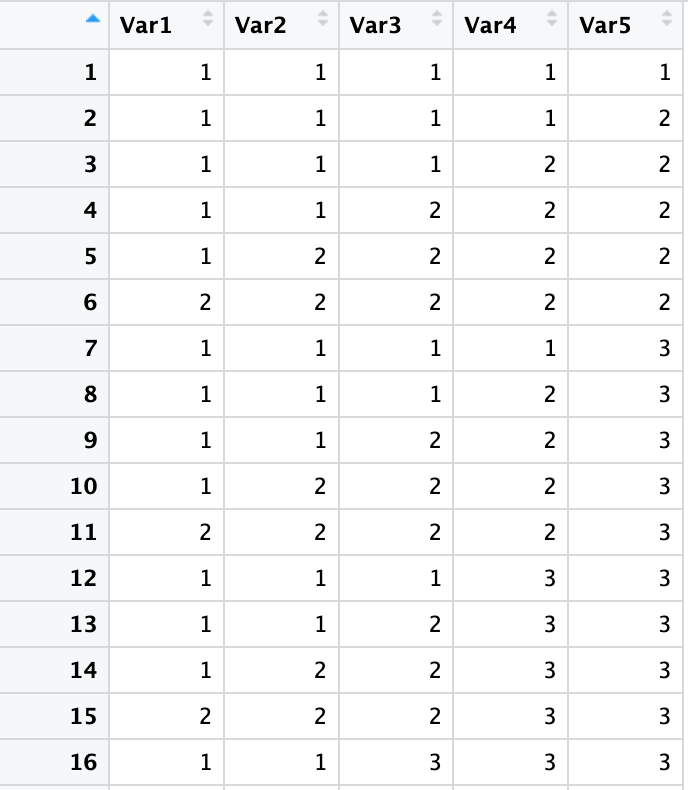 Var1 Var2 Var3 Var4 Var5
1 1 1 1 1 1
2 1 1 1 1 2
3 1 1 1 2 2
4 1 1 2 2 2
5 1 2 2 2 2
6 2 2 2 2 2
7 1 1 1 1 3
8 1 1 1 2 3
9 1 1 2 2 3
10 1 2 2 2 3
11 2 2 2 2 3
12 1 1 1 3 3
13 1 1 2 3 3
14 1 2 2 3 3
15 2 2 2 3 3
16 1 1 3 3 3